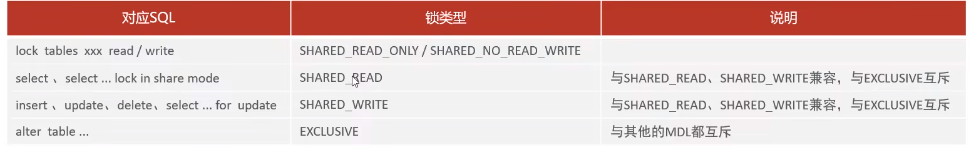 对应SQL 锁类型 说明
lock tables xxx read / write SHARED_READ_ONLY / SHARED_NO_READ_WRITE
select 、select ... lock in share mode SHARED_READ 与SHARED_READ、SHARED_WRITE兼容，与EXCLUSIVE互斥
insert 、update、delete、select ... for update SHARED_WRITE 与SHARED_READ、SHARED_WRITE兼容，与EXCLUSIVE互斥
alter table ... EXCLUSIVE 与其他的MDL都互斥